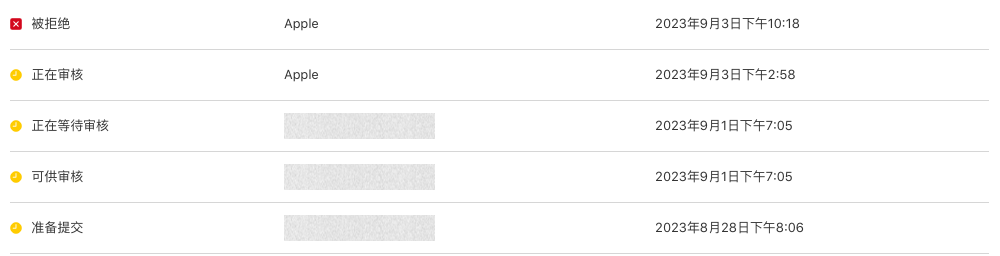 被拒绝 Apple 2023年9月3日下午10:18
正在审核 Apple 2023年9月3日下午2:58
正在等待审核 2023年9月1日下午7:05
可供审核 2023年9月1日下午7:05
准备提交 2023年8月28日下午8:06